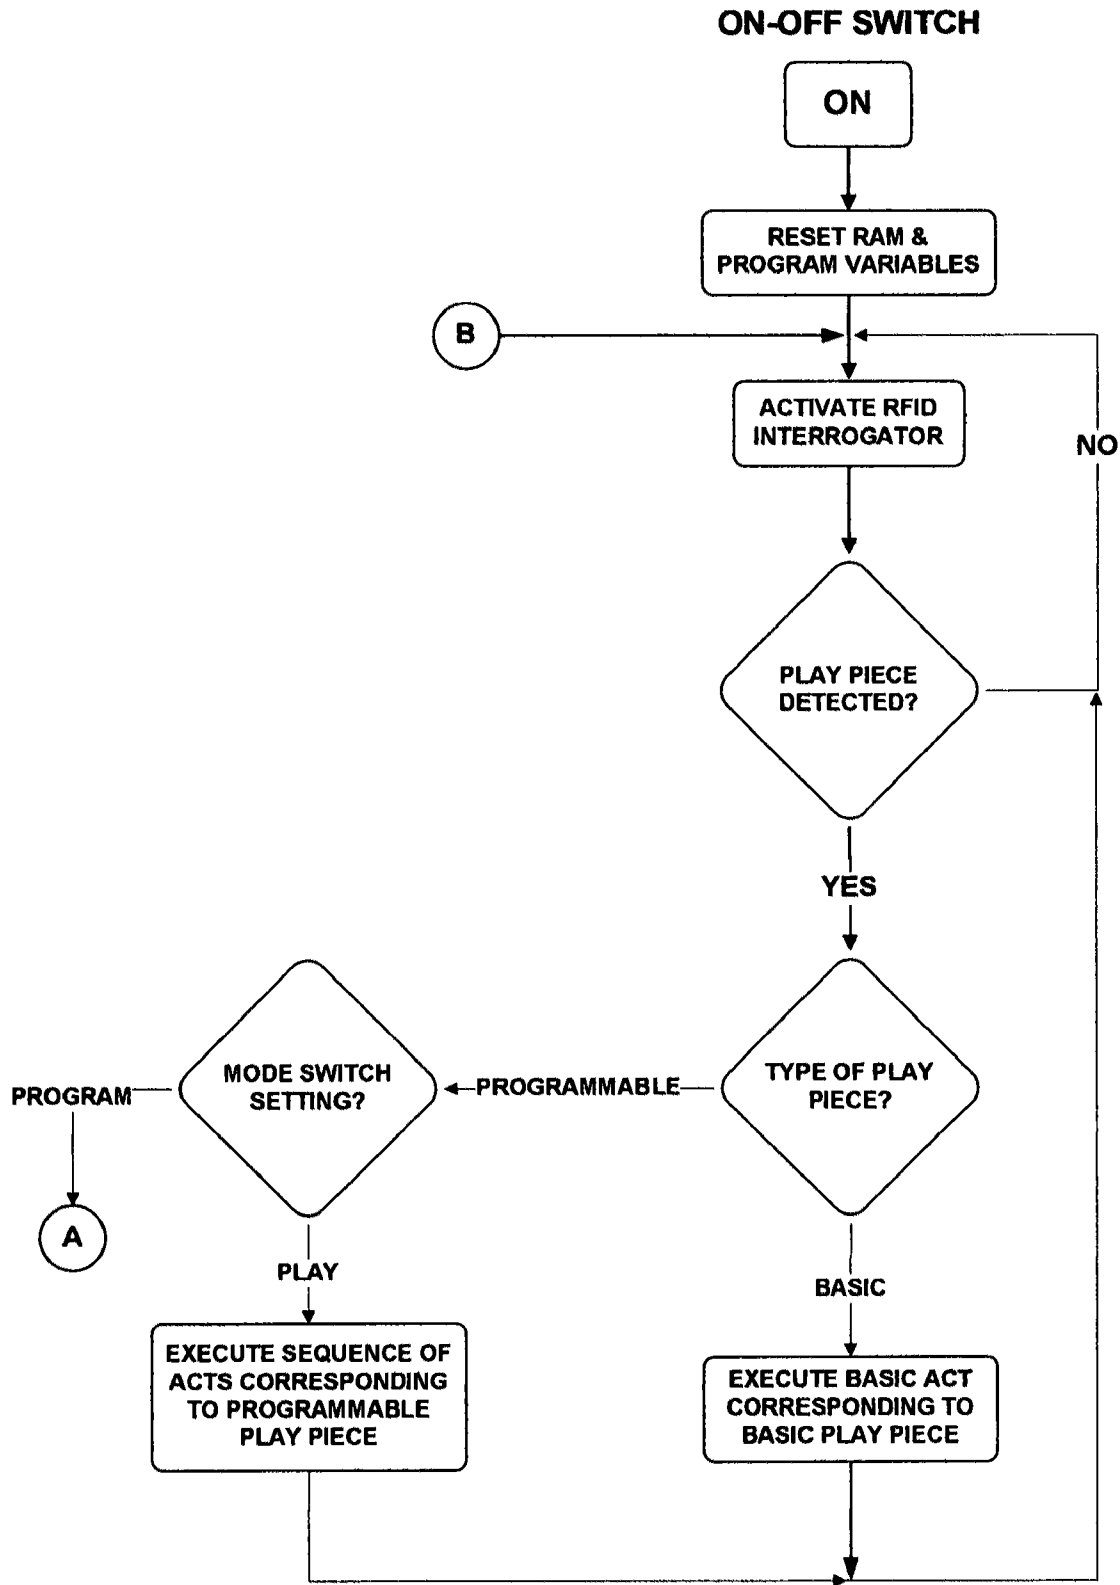 ON-OFF SWITCH
ON
RESET RAM &
PROGRAM VARIABLES
B
ACTIVATE RFID
INTERROGATOR
NO
PLAY PIECE
DETECTED?
YES
MODE SWITCH
SETTING?
PROGRAMMABLE
TYPE OF PLAY
PIECE?
PROGRAM
A
PLAY
BASIC
EXECUTE SEQUENCE OF
ACTS CORRESPONDING
TO PROGRAMMABLE
PLAY PIECE
EXECUTE BASIC ACT
CORRESPONDING TO
BASIC PLAY PIECE